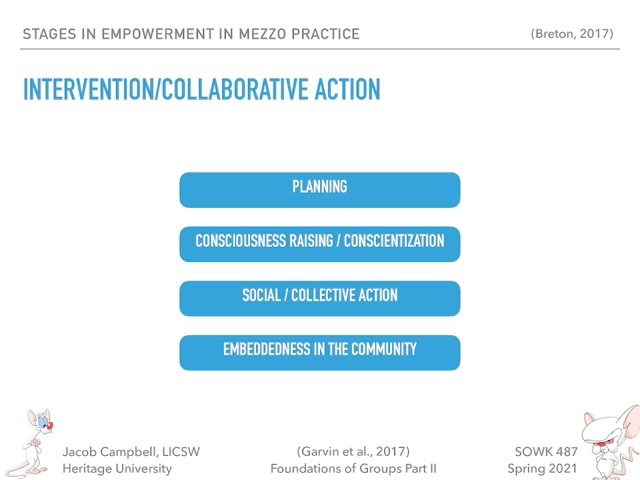 STAGES IN EMPOWERMENT IN MEZZO PRACTICE
(Breton, 2017)
INTERVENTION/COLLABORATIVE ACTION
PLANNING
CONSCIOUSNESS RAISING / CONSCIENTIZATION
SOCIAL / COLLECTIVE ACTION
EMBEDDEDNESS IN THE COMMUNITY
Jacob Campbell, LICSW
Heritage University
(Garvin et al., 2017)
Foundations of Groups Part II
SOWK 487
Spring 2021